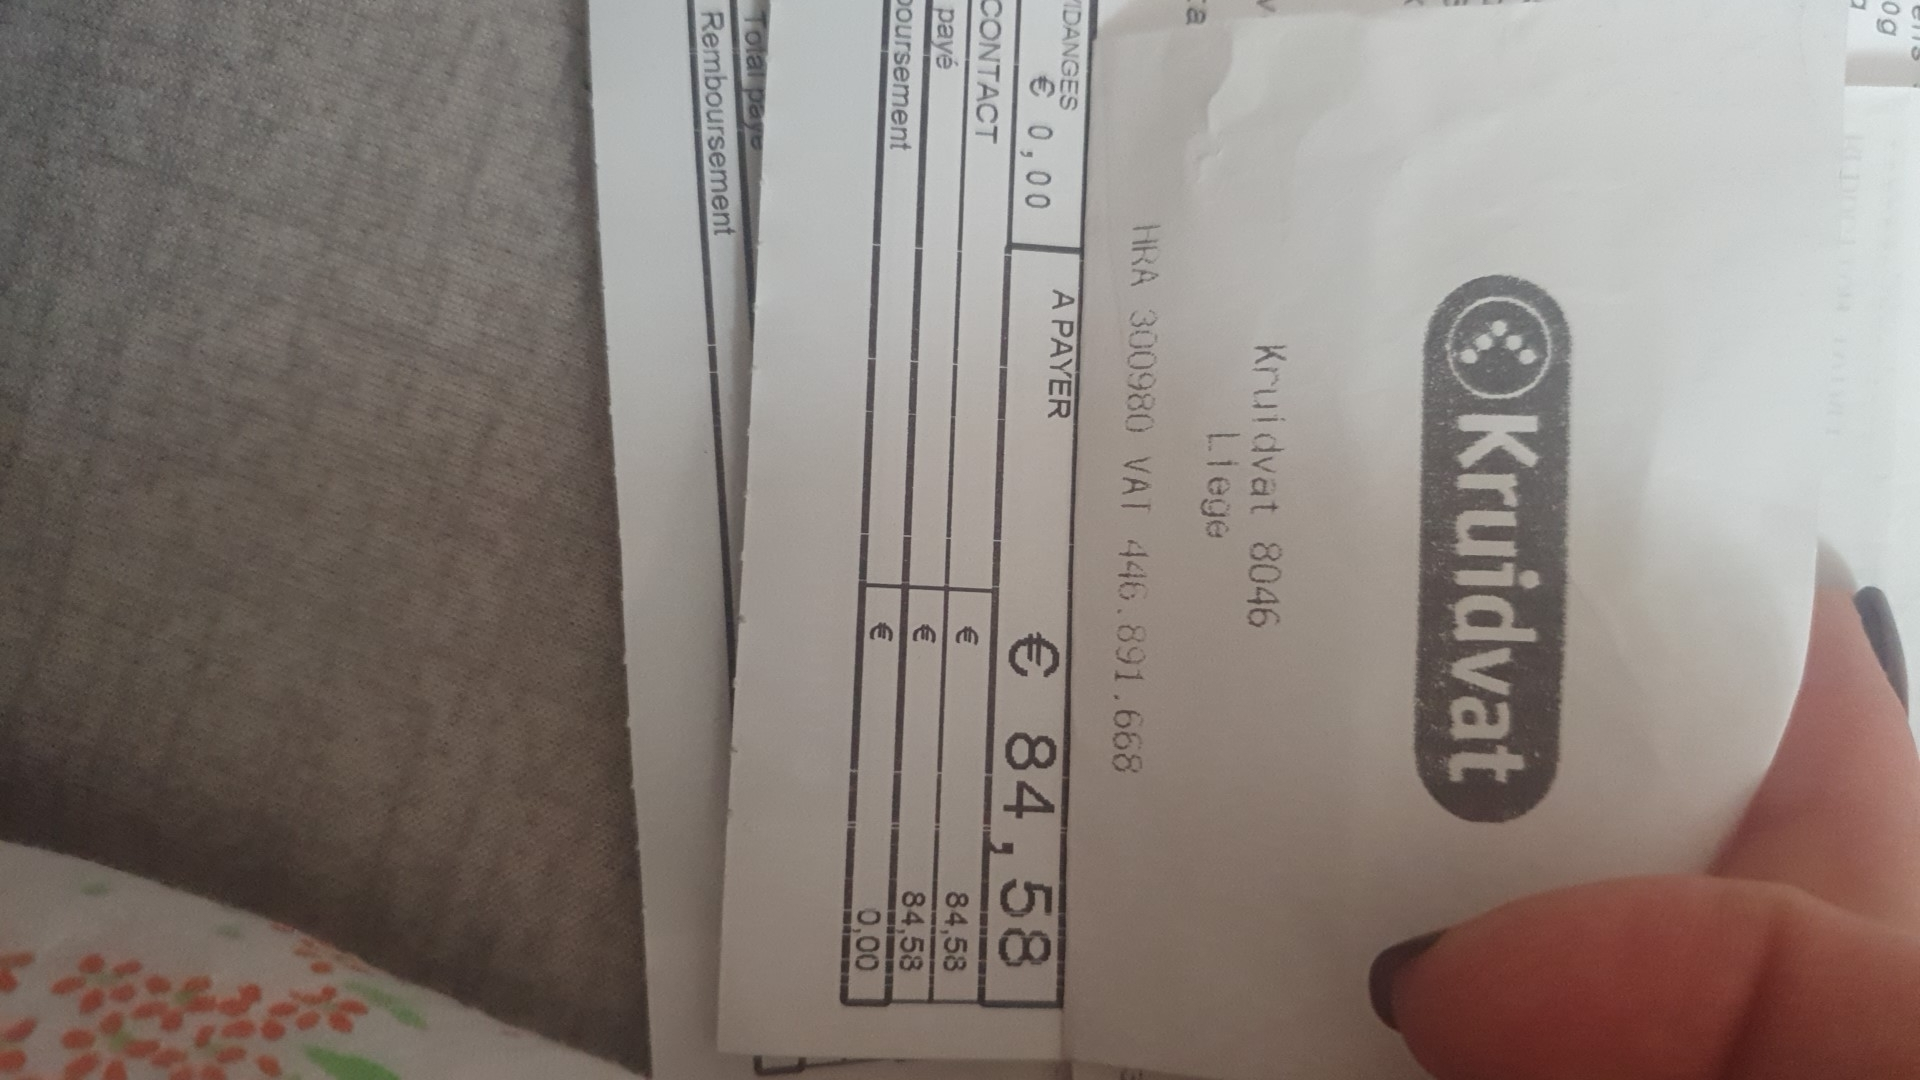 Kruidvat
Kruidvat 8046
Liege
HRA 300980 VAT 446.891.668
VIDANGES
€ 0,00
A PAYER
€ 84,58
CONTACT € 84,58
payé € 84,58
boursement € 0,00
Total payé
Remboursement